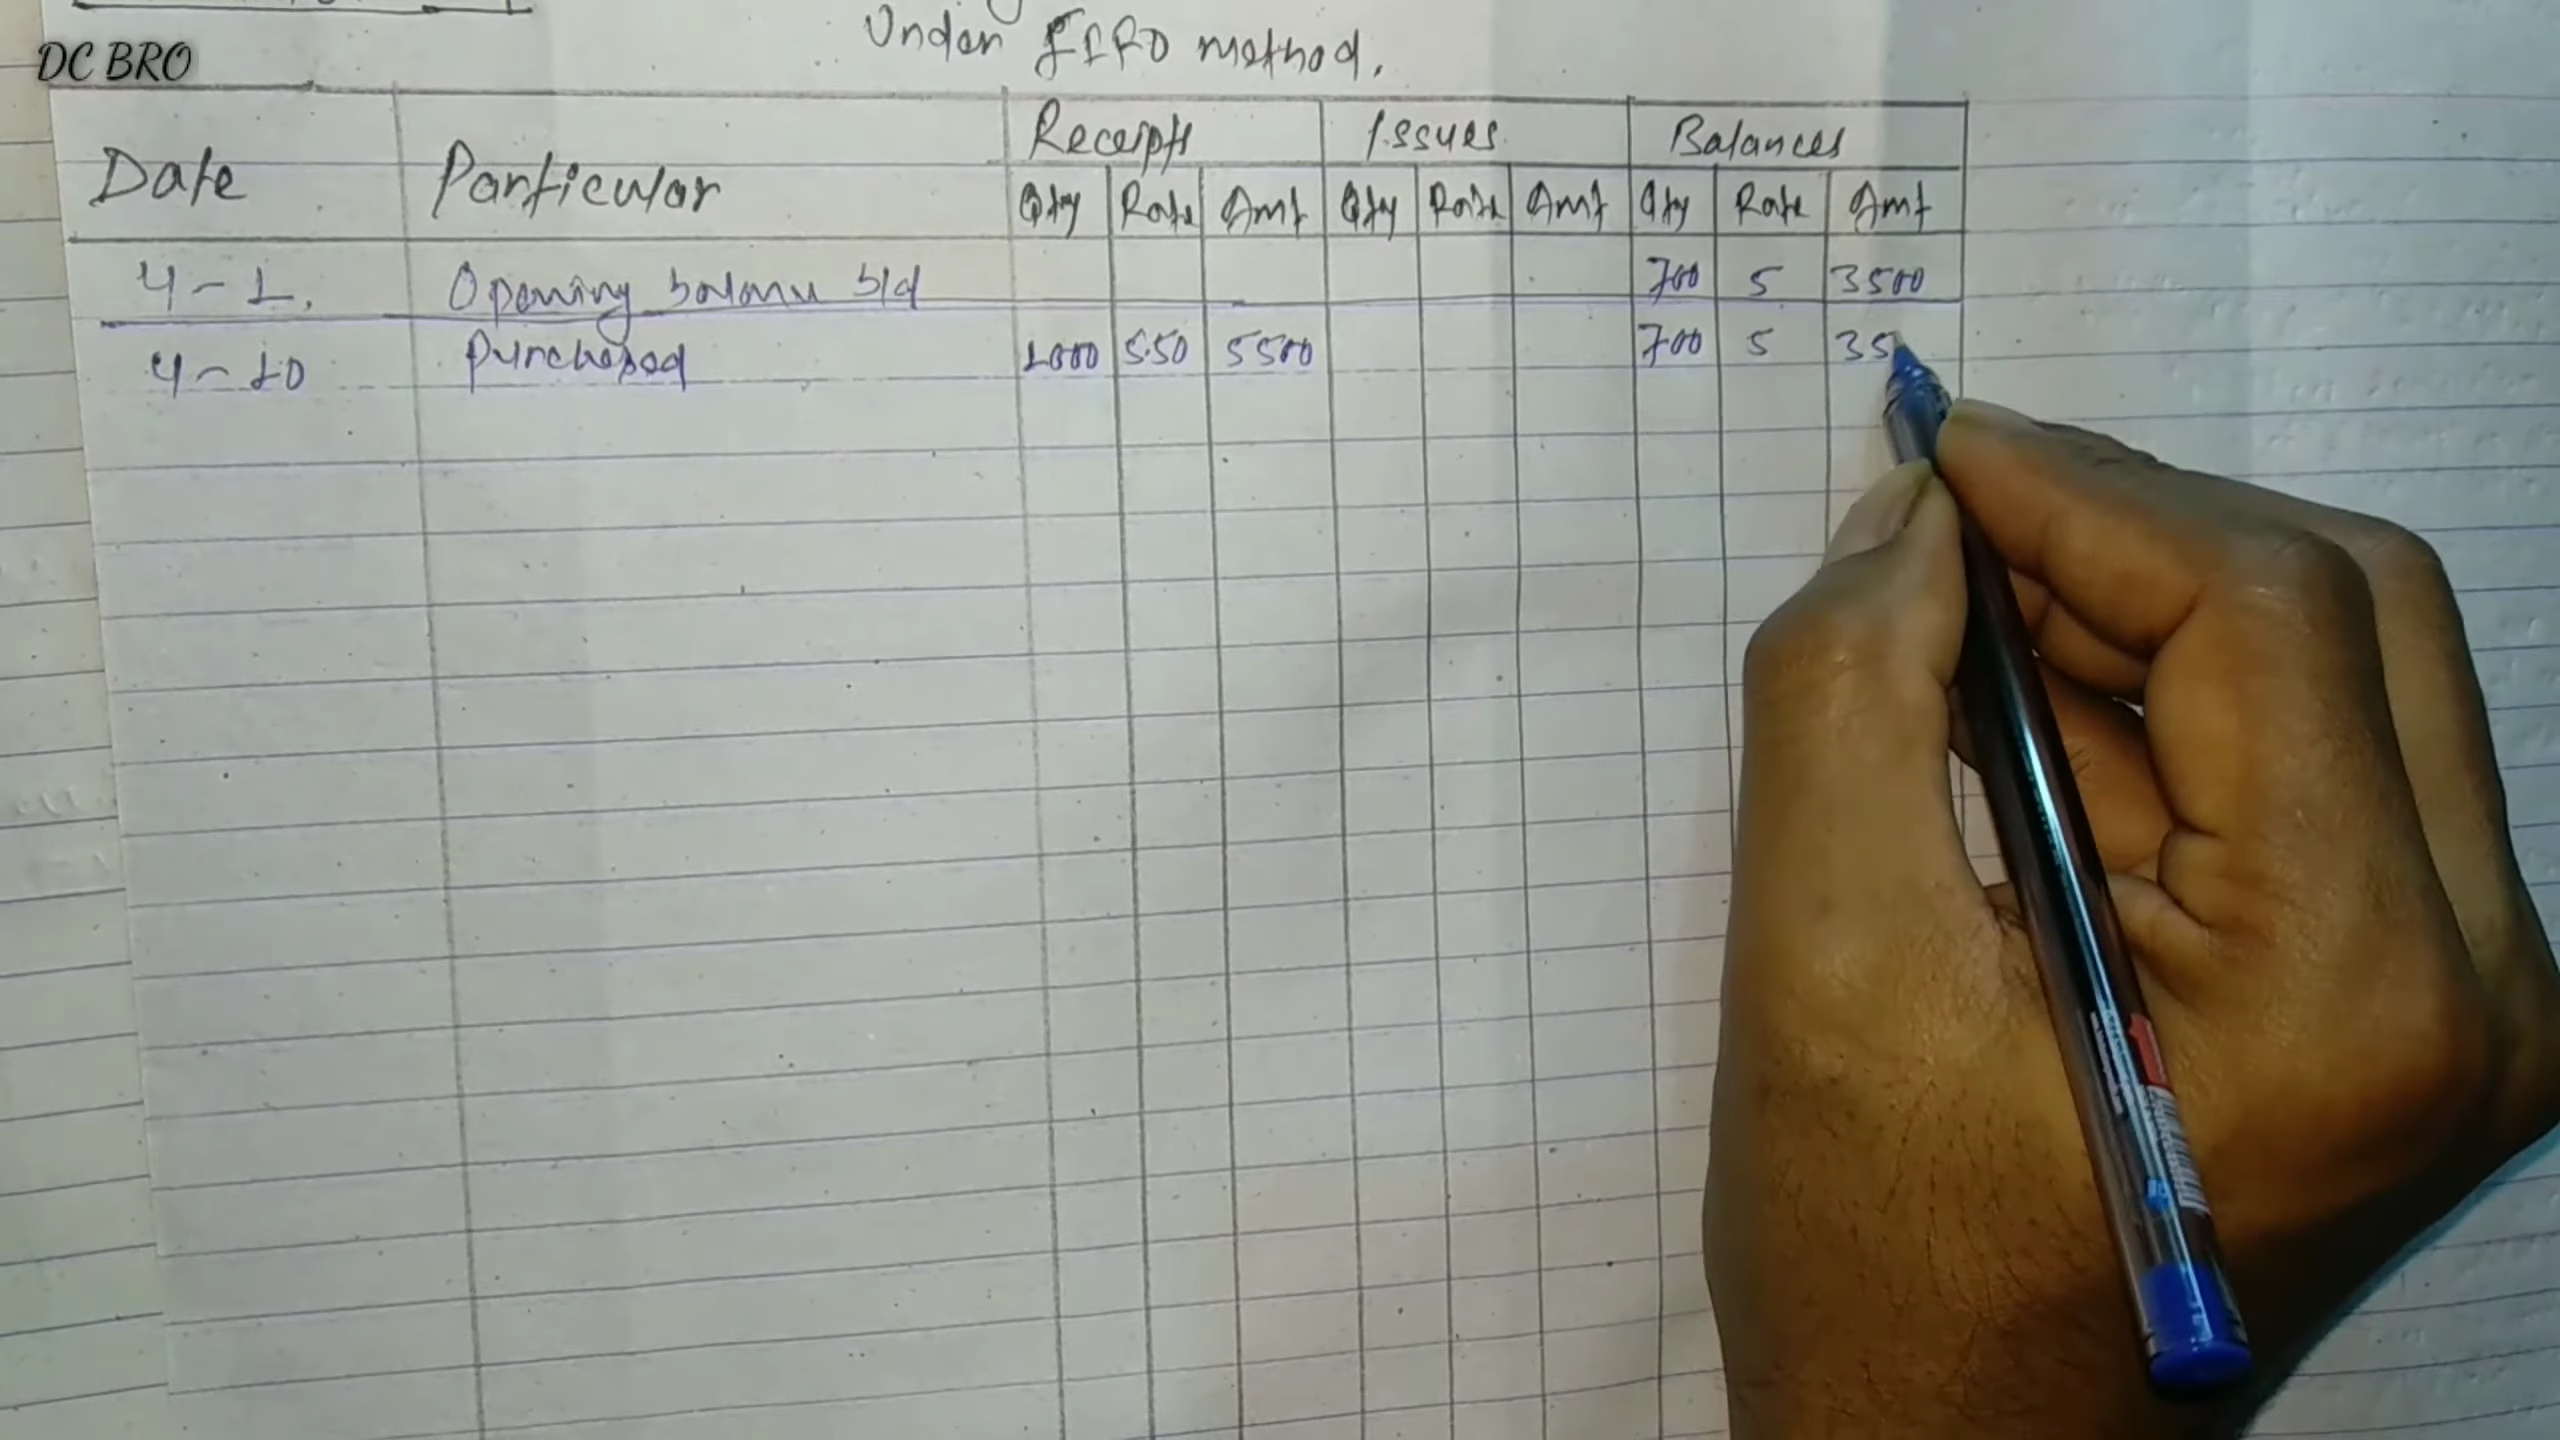 DC BRO
Under FIFO method.
Date Particular Receipts Issues Balances
Qty Rate Amt Qty Rate Amt Qty Rate Amt
4-1. Opening balanu b/d 700 5 3500
4-10 purchased 1000 5.50 5500 700 5 35